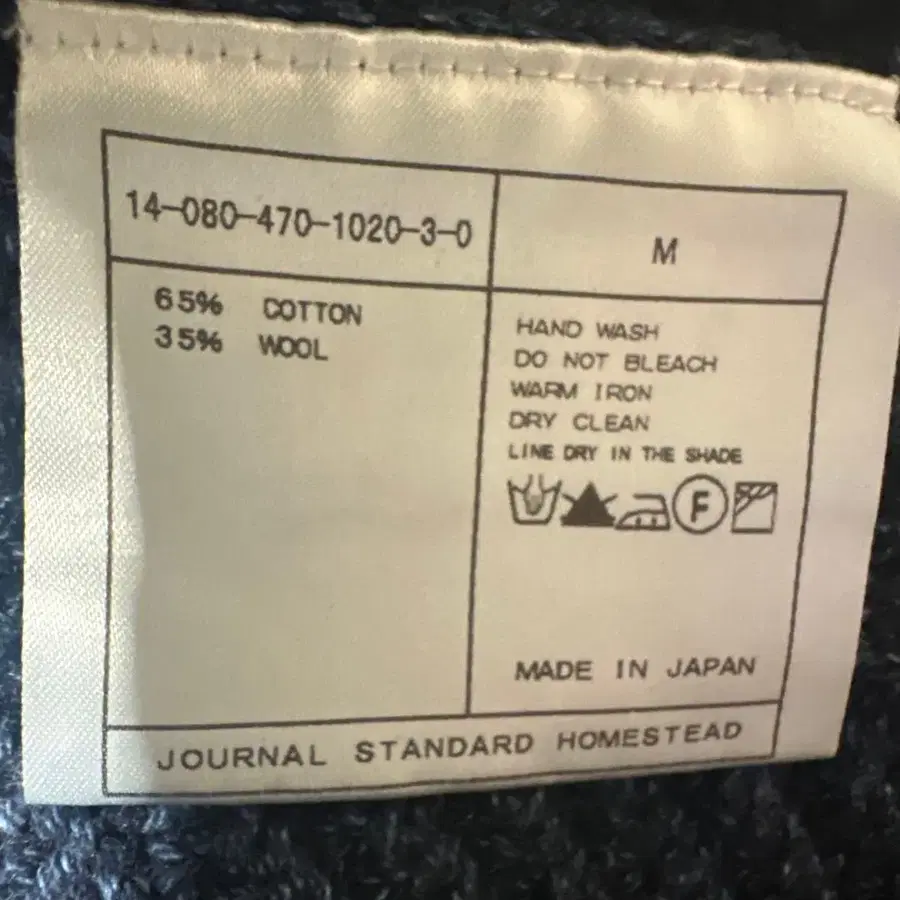 14-080-470-1020-3-0
M
65% COTTON
35% WOOL
HAND WASH
DO NOT BLEACH
WARM IRON
DRY CLEAN
LINE DRY IN THE SHADE
F
MADE IN JAPAN
JOURNAL STANDARD HOMESTEAD